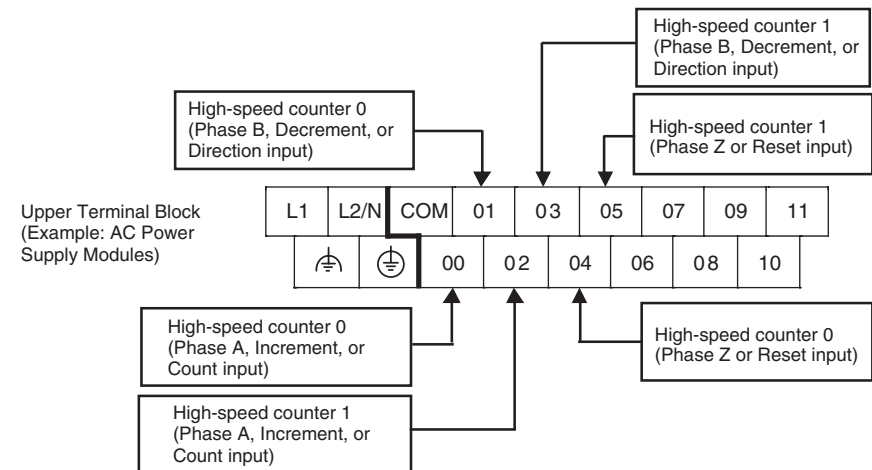 High-speed counter 1
(Phase B, Decrement, or
Direction input)
High-speed counter 0
(Phase B, Decrement, or
Direction input)
High-speed counter 1
(Phase Z or Reset input)
Upper Terminal Block
(Example: AC Power
Supply Modules)
L1 L2/N COM 01 03 05 07 09 11
00 02 04 06 08 10
High-speed counter 0
(Phase A, Increment, or
Count input)
High-speed counter 0
(Phase Z or Reset input)
High-speed counter 1
(Phase A, Increment, or
Count input)